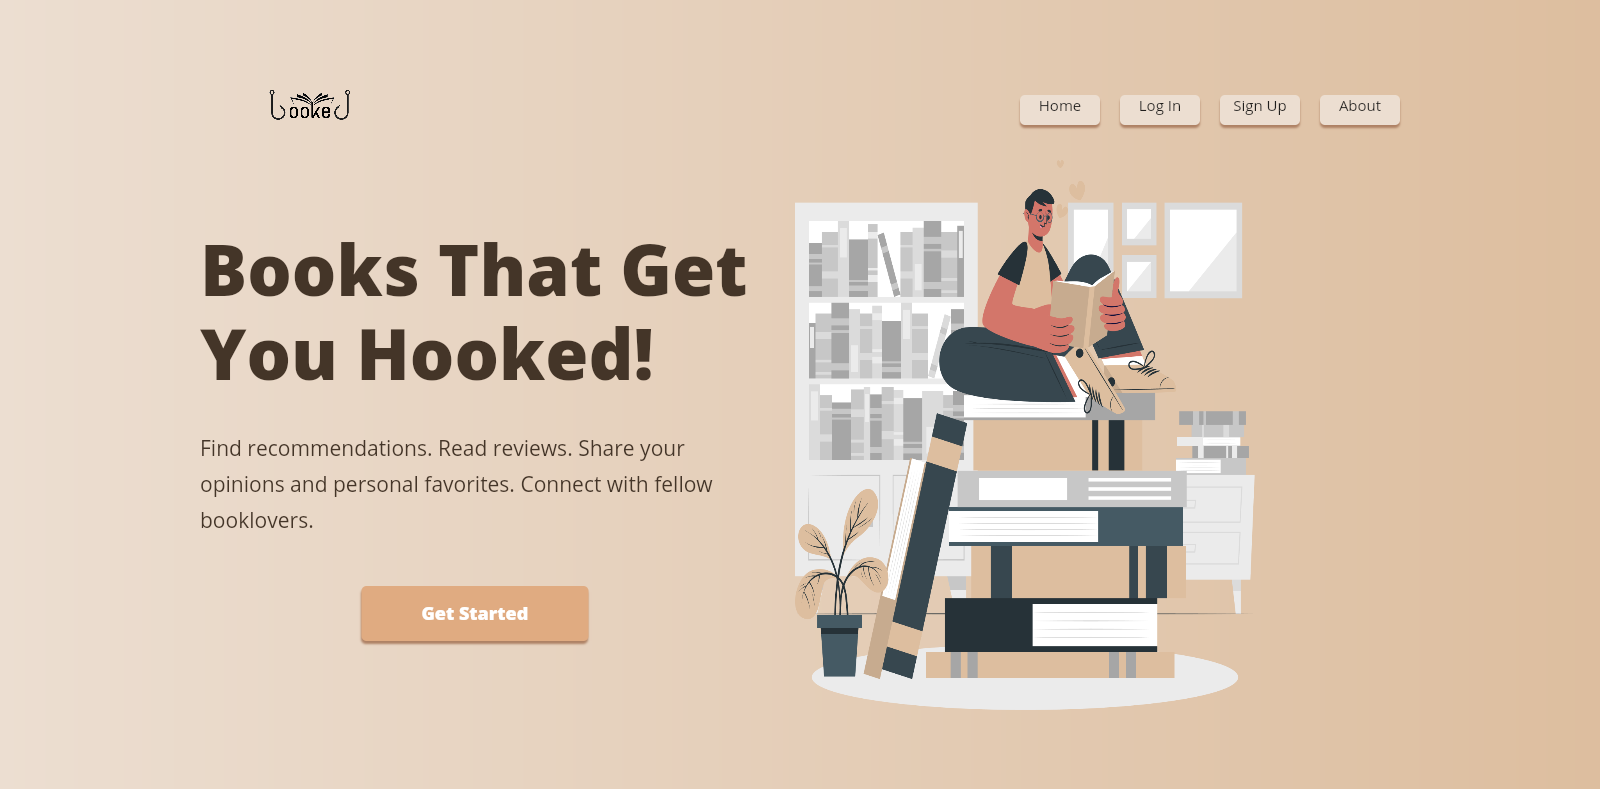 booked
Home
Log In
Sign Up
About
Books That Get
You Hooked!
Find recommendations. Read reviews. Share your
opinions and personal favorites. Connect with fellow
booklovers.
Get Started